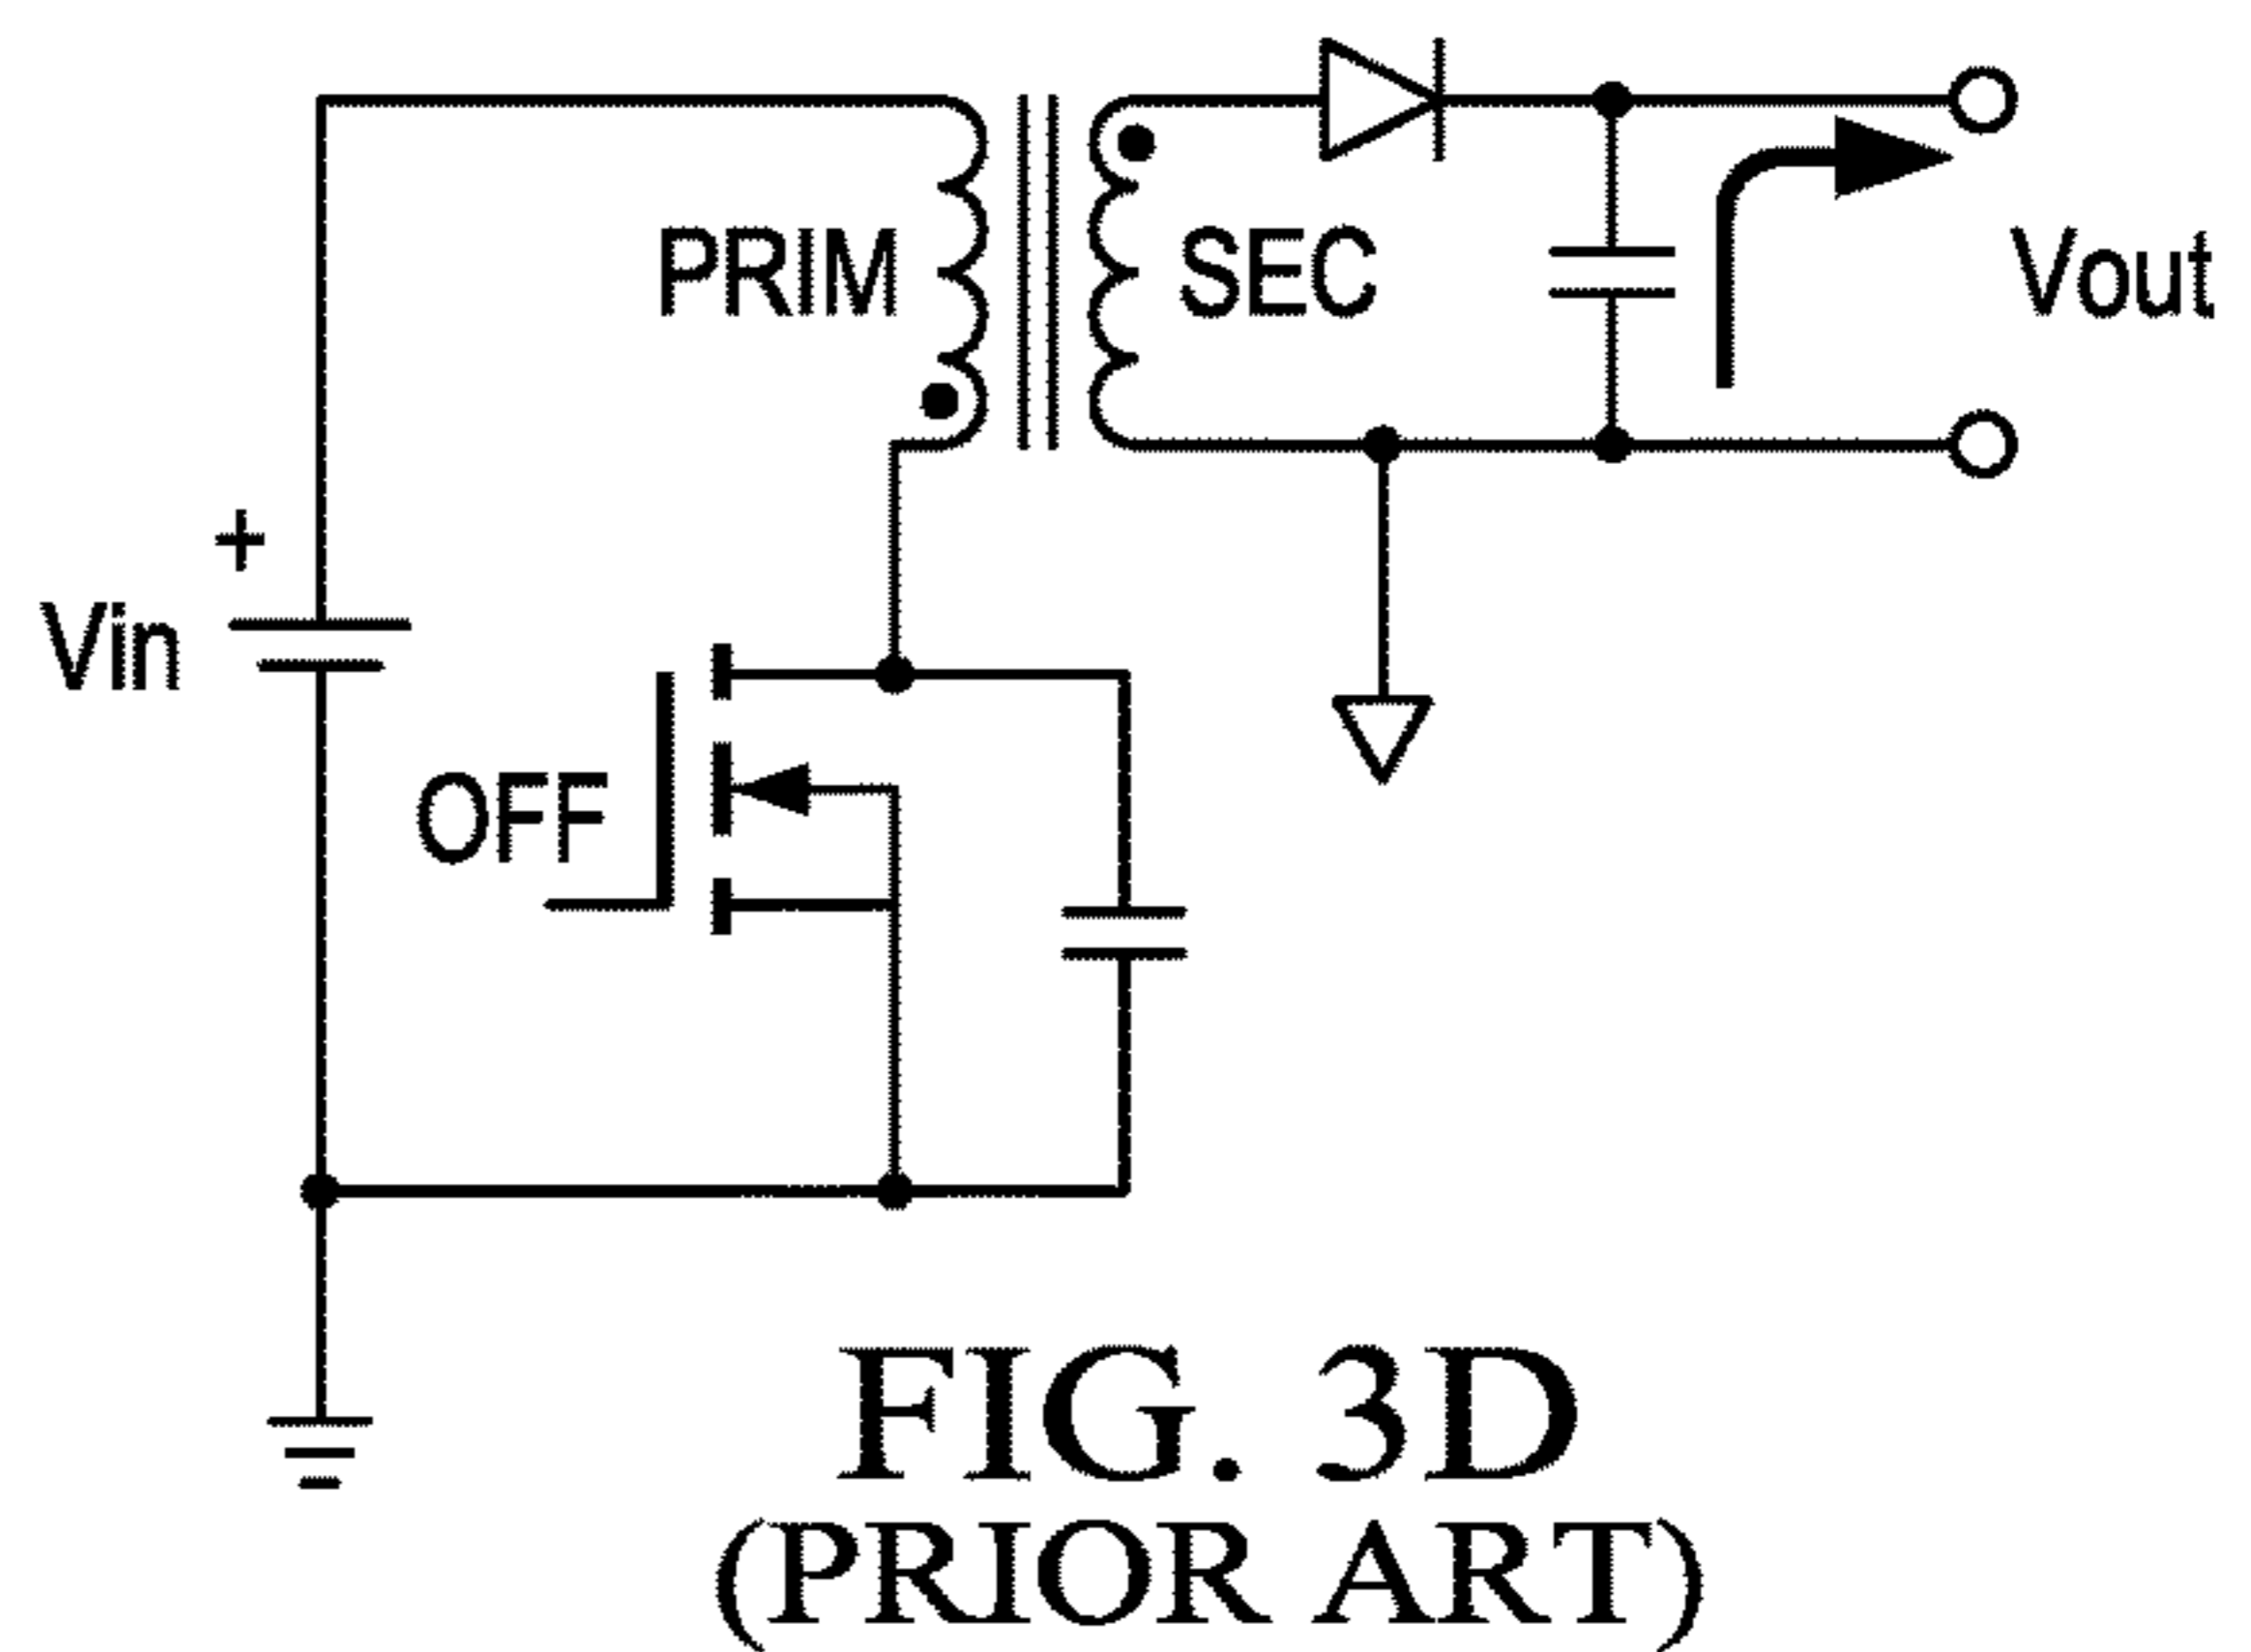 PRIM
SEC
Vout
+
Vin
OFF
FIG. 3D
(PRIOR ART)